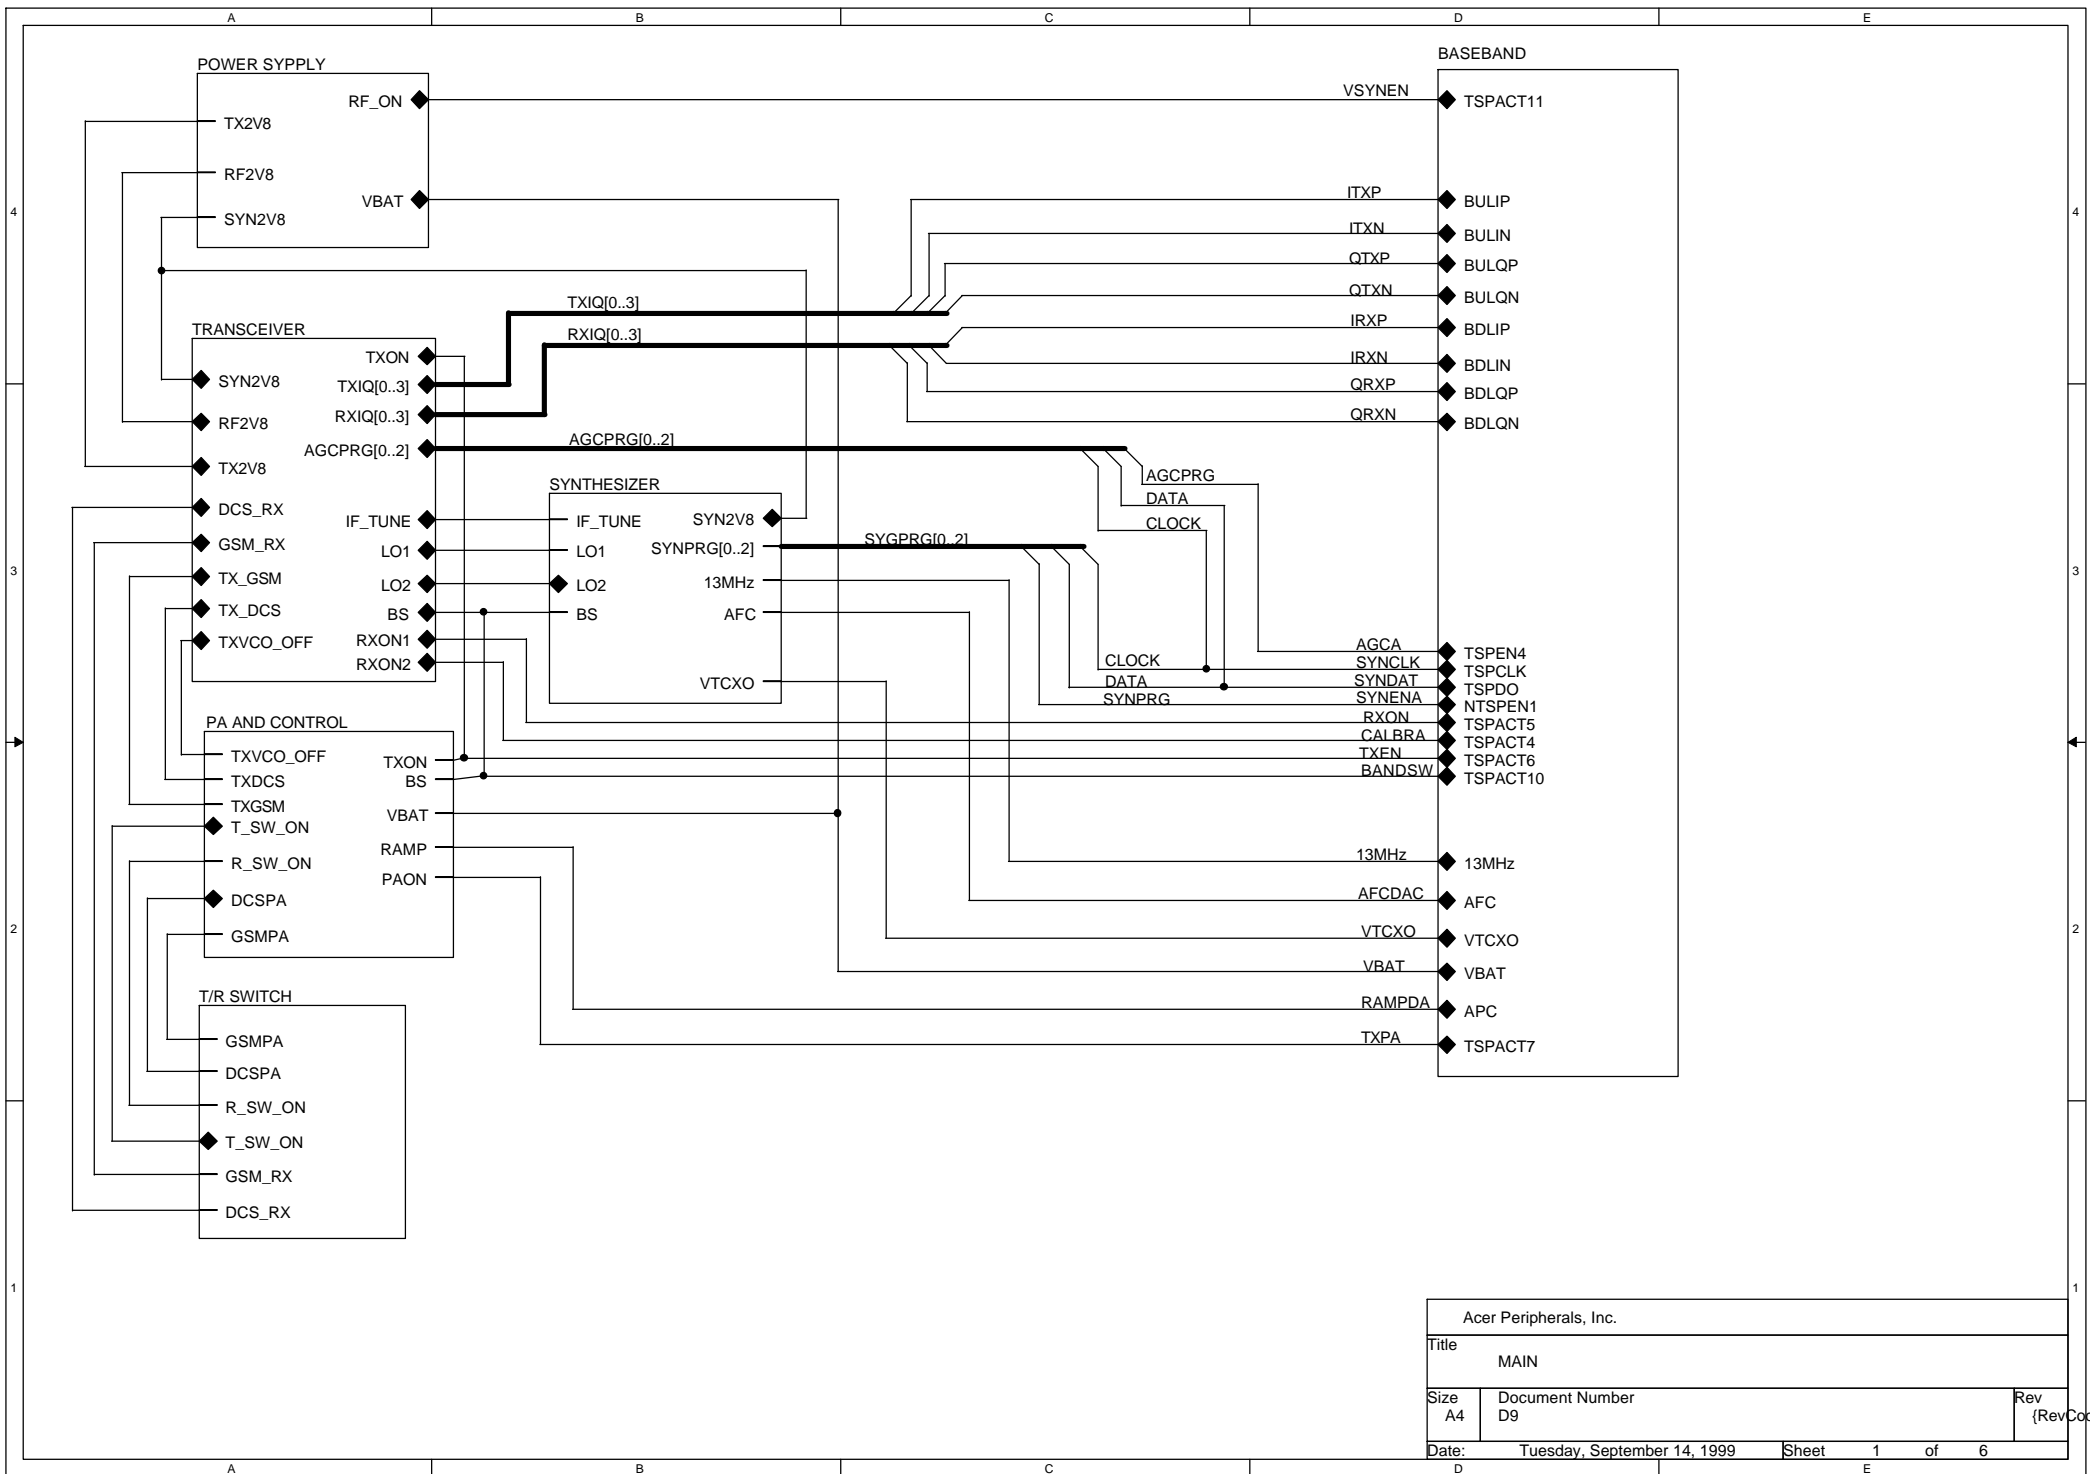 A B C D E
POWER SYPPLY
RF_ON
TX2V8
RF2V8
VBAT
SYN2V8
BASEBAND
VSYNEN TSPACT11
ITXP BULIP
ITXN BULIN
QTXP BULQP
QTXN BULQN
IRXP BDLIP
IRXN BDLIN
QRXP BDLQP
QRXN BDLQN
4 4
TXIQ[0..3]
RXIQ[0..3]
AGCPRG[0..2]
TRANSCEIVER
TXON
SYN2V8 TXIQ[0..3]
RF2V8 RXIQ[0..3]
AGCPRG[0..2]
TX2V8
DCS_RX IF_TUNE
GSM_RX LO1
TX_GSM LO2
TX_DCS BS
TXVCO_OFF RXON1
RXON2
SYNTHESIZER
IF_TUNE SYN2V8
LO1 SYNPRG[0..2]
LO2 13MHz
BS AFC
VTCXO
SYGPRG[0..2]
AGCPRG
DATA
CLOCK
3 3
CLOCK
DATA
SYNPRG
AGCA TSPEN4
SYNCLK TSPCLK
SYNDAT TSPDO
SYNENA NTSPEN1
RXON TSPACT5
CALBRA TSPACT4
TXEN TSPACT6
BANDSW TSPACT10
13MHz 13MHz
AFCDAC AFC
VTCXO VTCXO
VBAT VBAT
RAMPDA APC
TXPA TSPACT7
PA AND CONTROL
TXVCO_OFF TXON
TXDCS BS
TXGSM
T_SW_ON VBAT
R_SW_ON RAMP
DCSPA PAON
GSMPA
2 2
T/R SWITCH
GSMPA
DCSPA
R_SW_ON
T_SW_ON
GSM_RX
DCS_RX
1 1
Acer Peripherals, Inc.
Title
MAIN
Size Document Number Rev
A4 D9 {RevCod
Date: Tuesday, September 14, 1999 Sheet 1 of 6
A B C D E